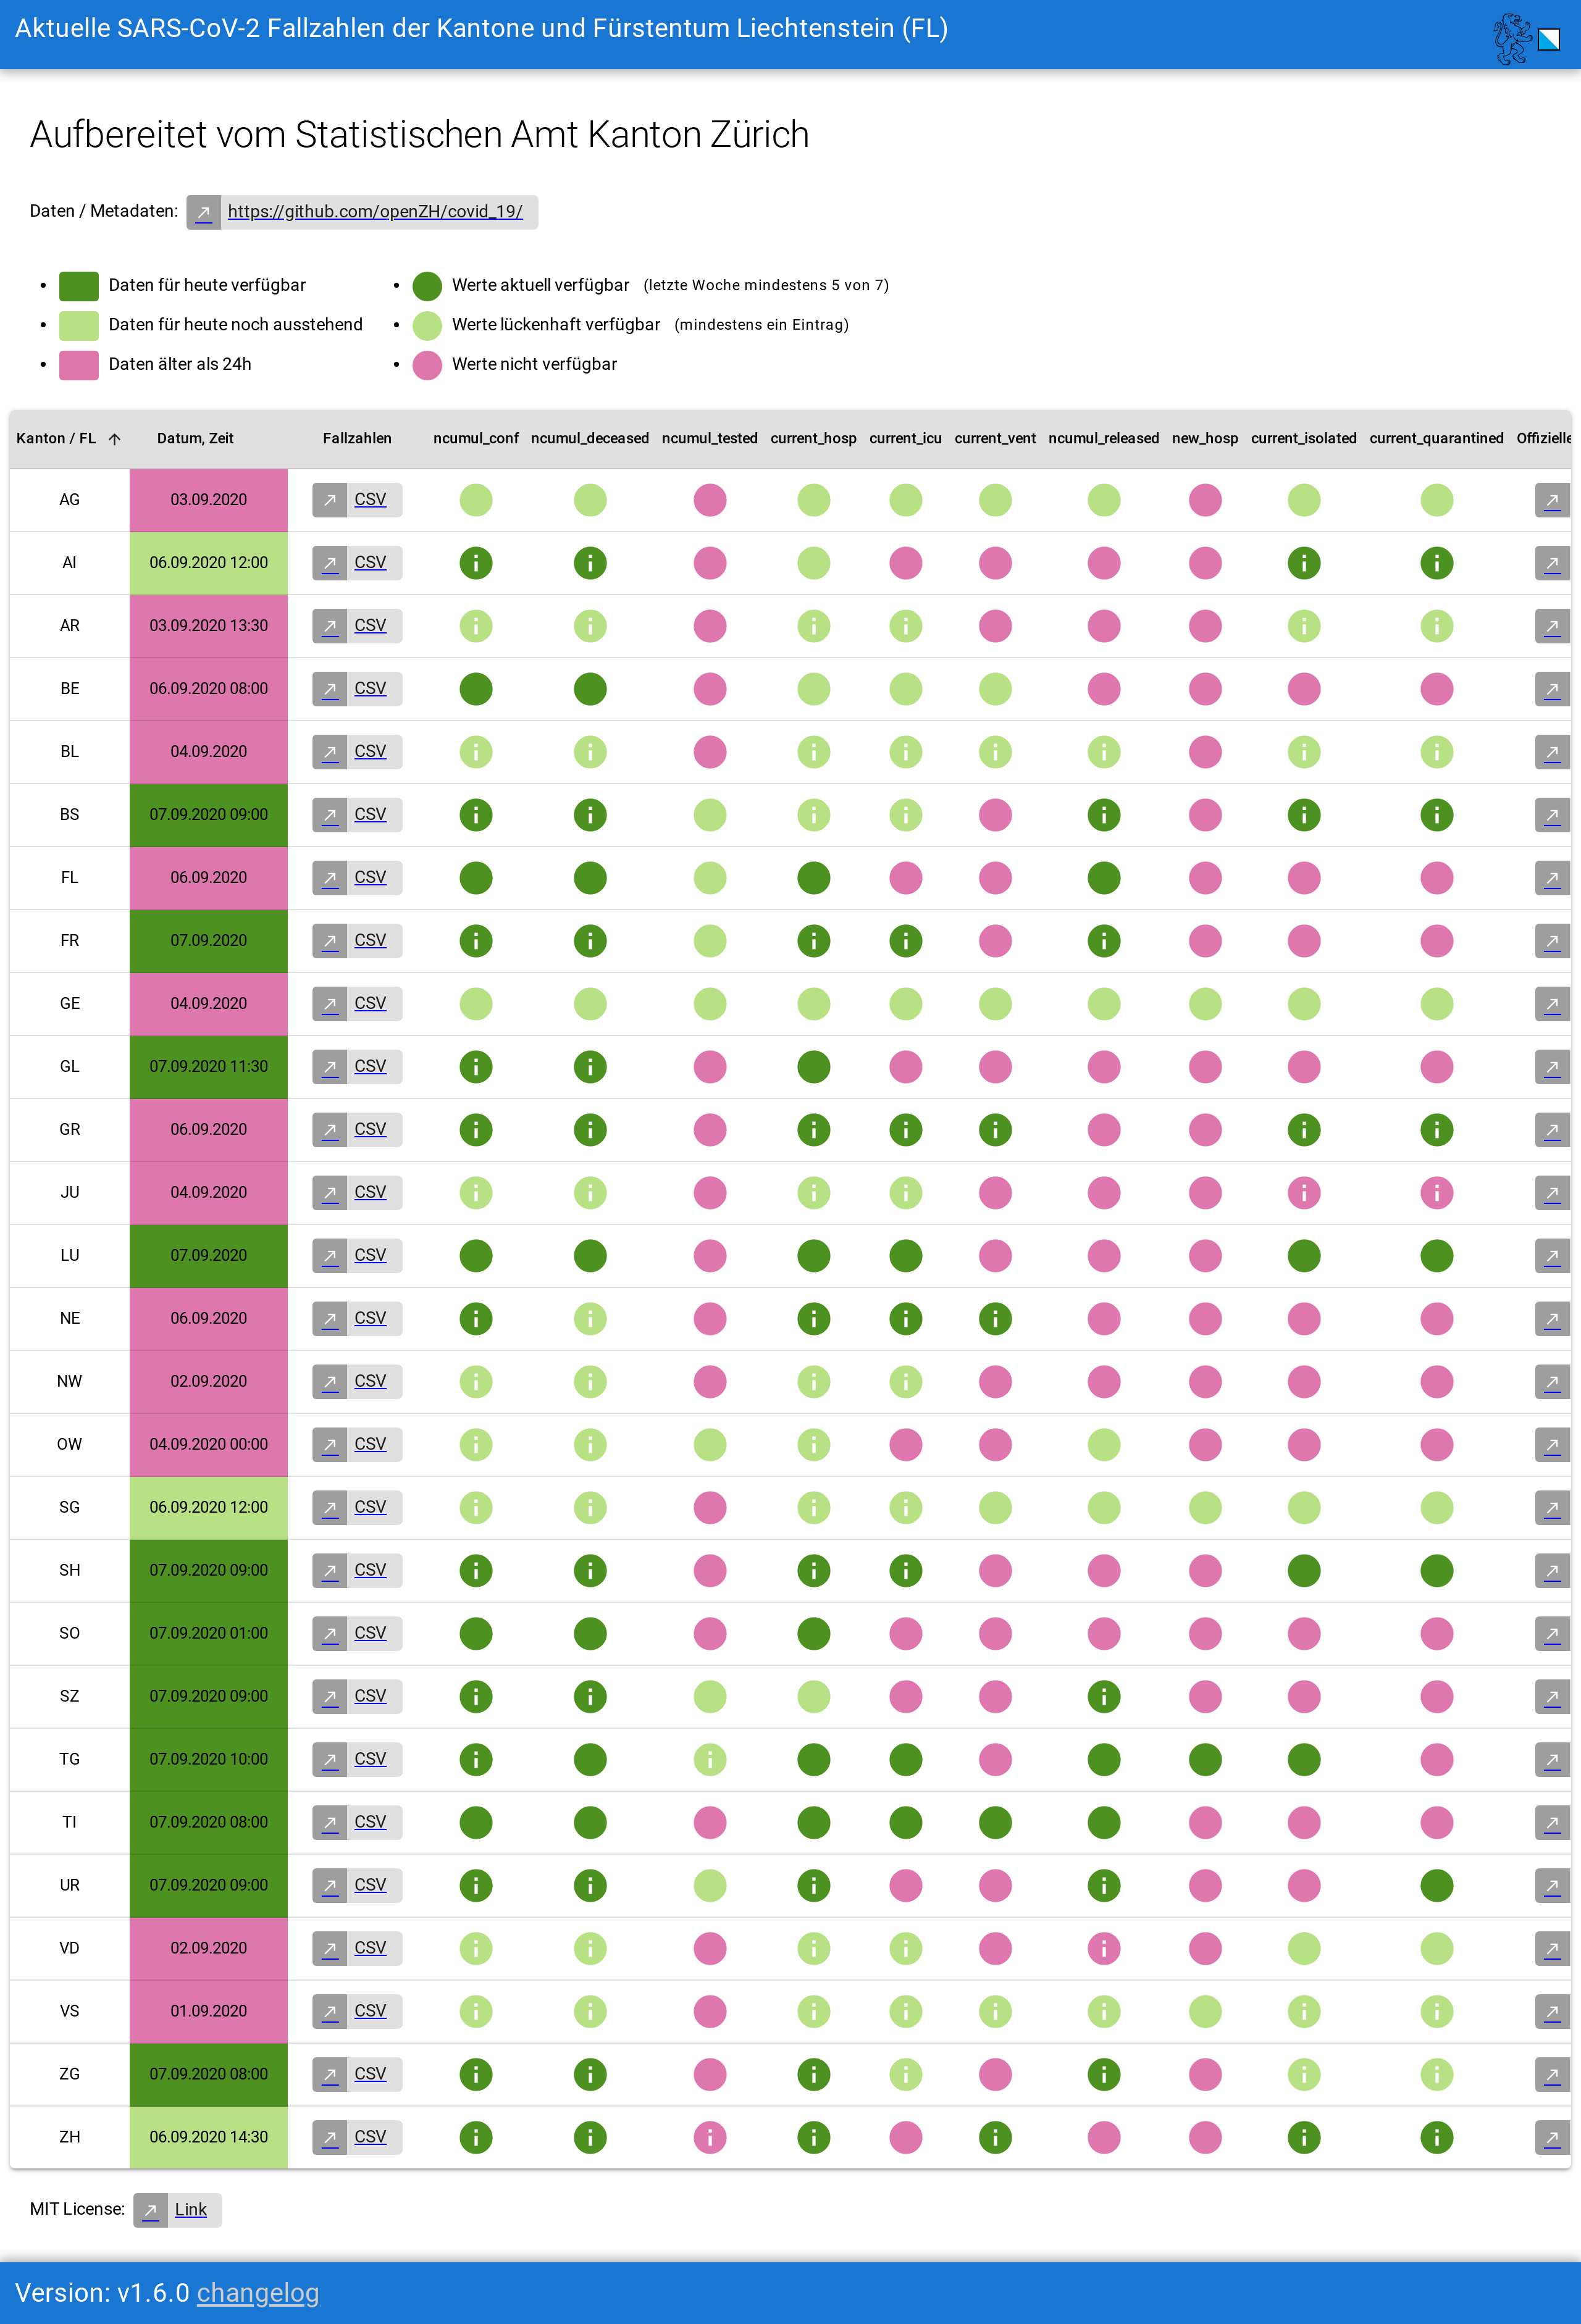 Aktuelle SARS-CoV-2 Fallzahlen der Kantone und Fürstentum Liechtenstein (FL)
Aufbereitet vom Statistischen Amt Kanton Zürich
Daten / Metadaten: https://github.com/openZH/covid_19/
Daten für heute verfügbar
Daten für heute noch ausstehend
Daten älter als 24h
Werte aktuell verfügbar (letzte Woche mindestens 5 von 7)
Werte lückenhaft verfügbar (mindestens ein Eintrag)
Werte nicht verfügbar
Kanton / FL Datum, Zeit Fallzahlen ncumul_conf ncumul_deceased ncumul_tested current_hosp current_icu current_vent ncumul_released new_hosp current_isolated current_quarantined Offizielle
AG 03.09.2020 CSV
AI 06.09.2020 12:00 CSV
AR 03.09.2020 13:30 CSV
BE 06.09.2020 08:00 CSV
BL 04.09.2020 CSV
BS 07.09.2020 09:00 CSV
FL 06.09.2020 CSV
FR 07.09.2020 CSV
GE 04.09.2020 CSV
GL 07.09.2020 11:30 CSV
GR 06.09.2020 CSV
JU 04.09.2020 CSV
LU 07.09.2020 CSV
NE 06.09.2020 CSV
NW 02.09.2020 CSV
OW 04.09.2020 00:00 CSV
SG 06.09.2020 12:00 CSV
SH 07.09.2020 09:00 CSV
SO 07.09.2020 01:00 CSV
SZ 07.09.2020 09:00 CSV
TG 07.09.2020 10:00 CSV
TI 07.09.2020 08:00 CSV
UR 07.09.2020 09:00 CSV
VD 02.09.2020 CSV
VS 01.09.2020 CSV
ZG 07.09.2020 08:00 CSV
ZH 06.09.2020 14:30 CSV
MIT License: Link
Version: v1.6.0 changelog